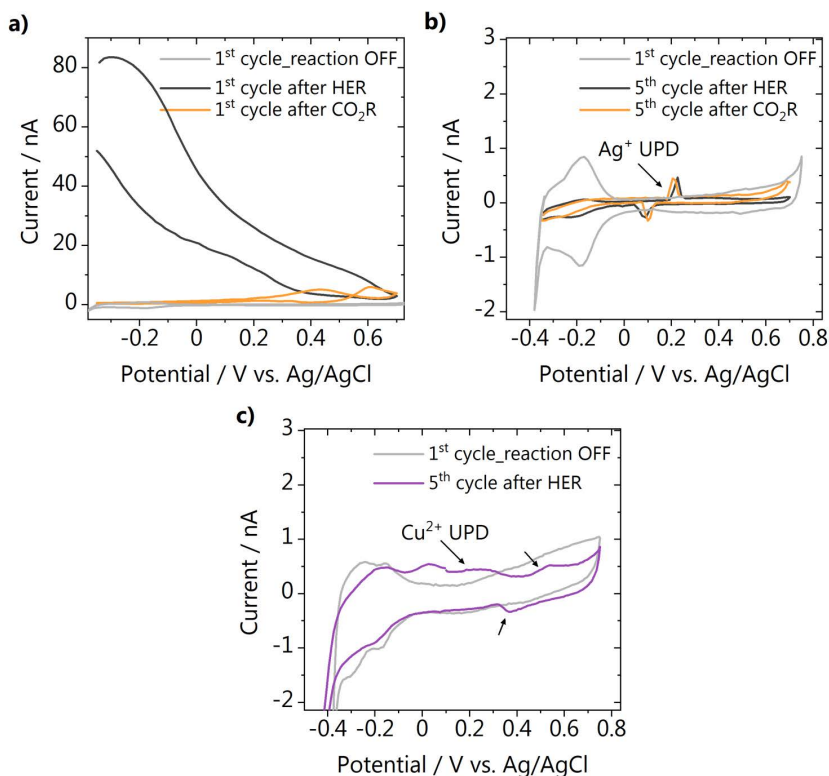 a)
1st cycle_reaction OFF
1st cycle after HER
1st cycle after CO2R
80
60
40
20
0
Current / nA
-0.2 0 0.2 0.4 0.6
Potential / V vs. Ag/AgCl
b)
3
2
1
0
-1
-2
Current / nA
1st cycle_reaction OFF
5th cycle after HER
5th cycle after CO2R
Ag+ UPD
-0.4 -0.2 0 0.2 0.4 0.6 0.8
Potential / V vs. Ag/AgCl
c)
3
2
1
0
-1
-2
Current / nA
1st cycle_reaction OFF
5th cycle after HER
Cu2+ UPD
-0.4 -0.2 0 0.2 0.4 0.6 0.8
Potential / V vs. Ag/AgCl